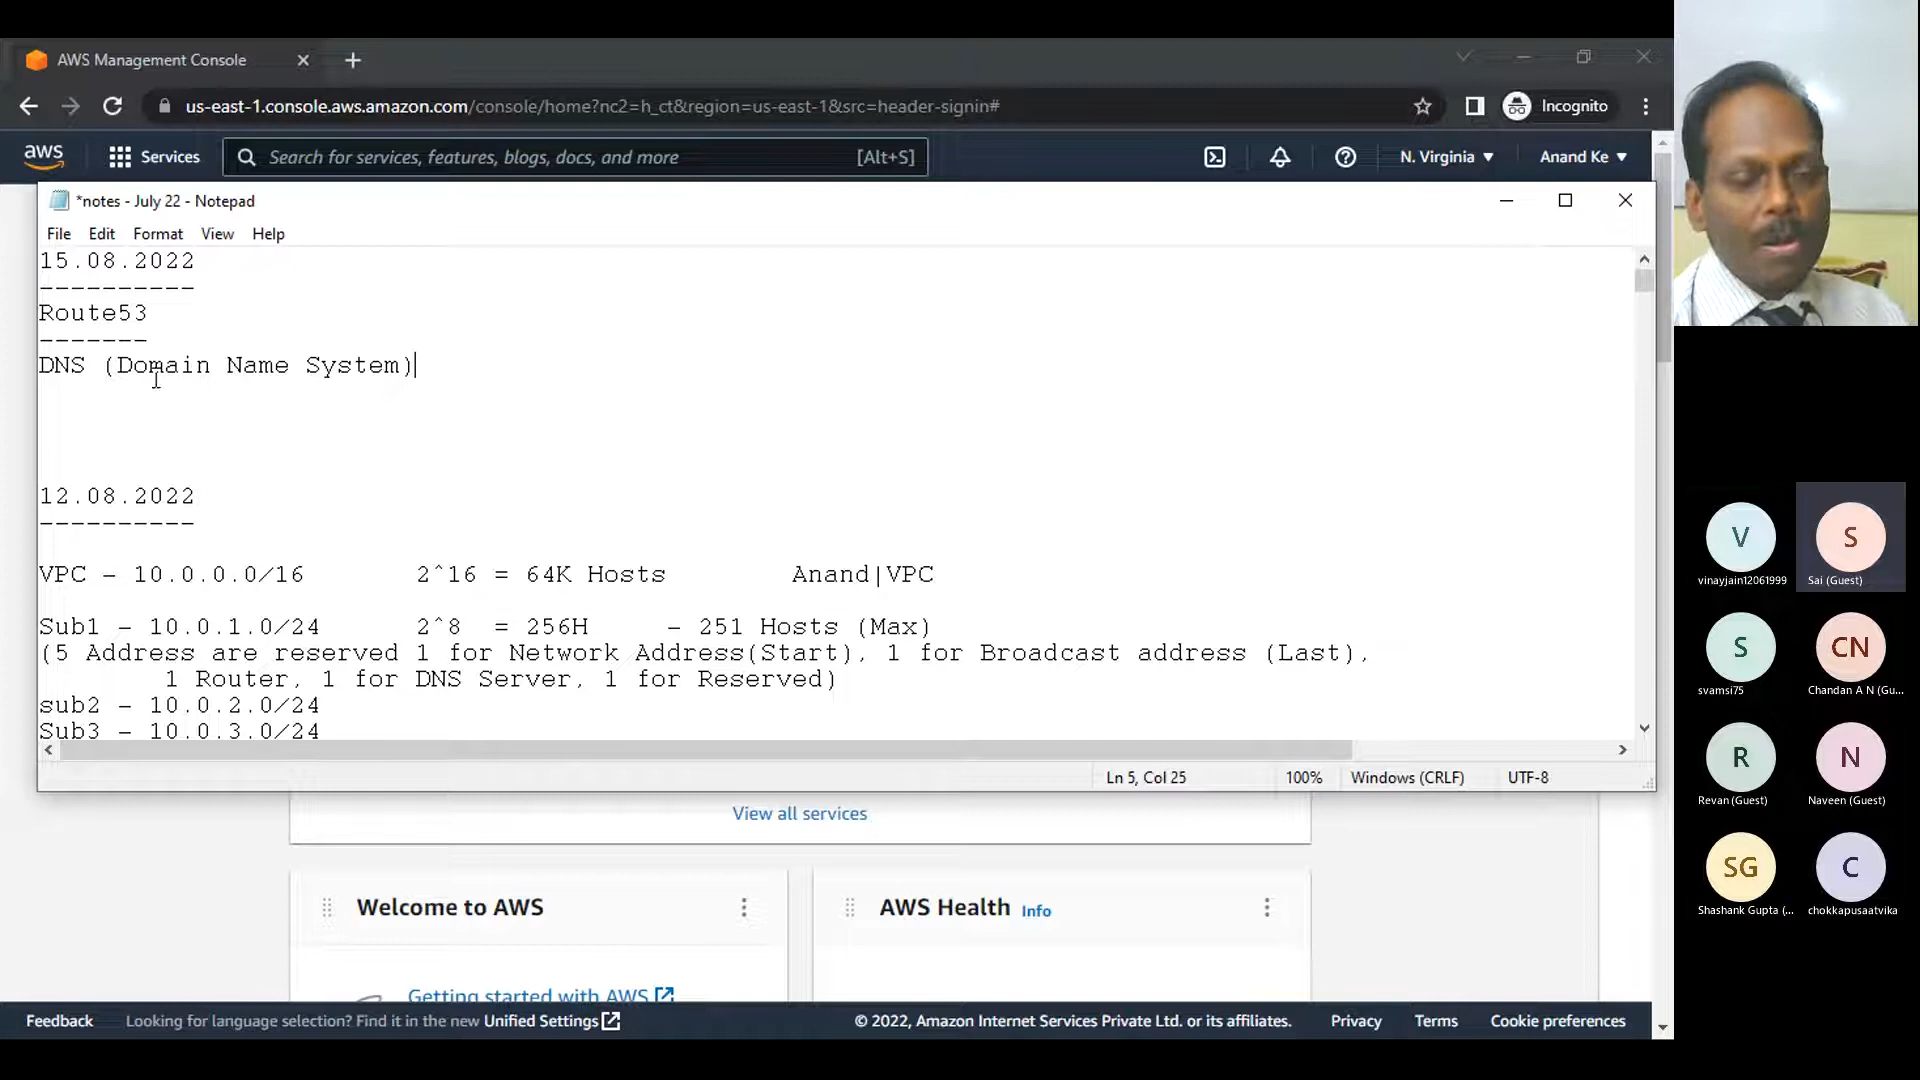 AWS Management Console
us-east-1.console.aws.amazon.com/console/home?nc2=h_ct&region=us-east-1&src=header-signin#
Incognito
aws
Services
Search for services, features, blogs, docs, and more
[Alt+S]
N. Virginia
Anand Ke
*notes - July 22 - Notepad
File Edit Format View Help
15.08.2022
----------
Route53
-------
DNS (Domain Name System)
12.08.2022
----------
VPC - 10.0.0.0/16 2^16 = 64K Hosts Anand|VPC
Sub1 - 10.0.1.0/24 2^8 = 256H - 251 Hosts (Max)
(5 Address are reserved 1 for Network Address(Start), 1 for Broadcast address (Last),
1 Router, 1 for DNS Server, 1 for Reserved)
sub2 - 10.0.2.0/24
Sub3 - 10.0.3.0/24
Ln 5, Col 25
100%
Windows (CRLF)
UTF-8
View all services
Welcome to AWS
AWS Health Info
Getting started with AWS
Feedback
Looking for language selection? Find it in the new Unified Settings
© 2022, Amazon Internet Services Private Ltd. or its affiliates.
Privacy
Terms
Cookie preferences
V
vinayjain12061999
S
Sai (Guest)
S
svamsi75
CN
Chandan A N (Gu...
R
Revan (Guest)
N
Naveen (Guest)
SG
Shashank Gupta (...
C
chokkapusaatvika